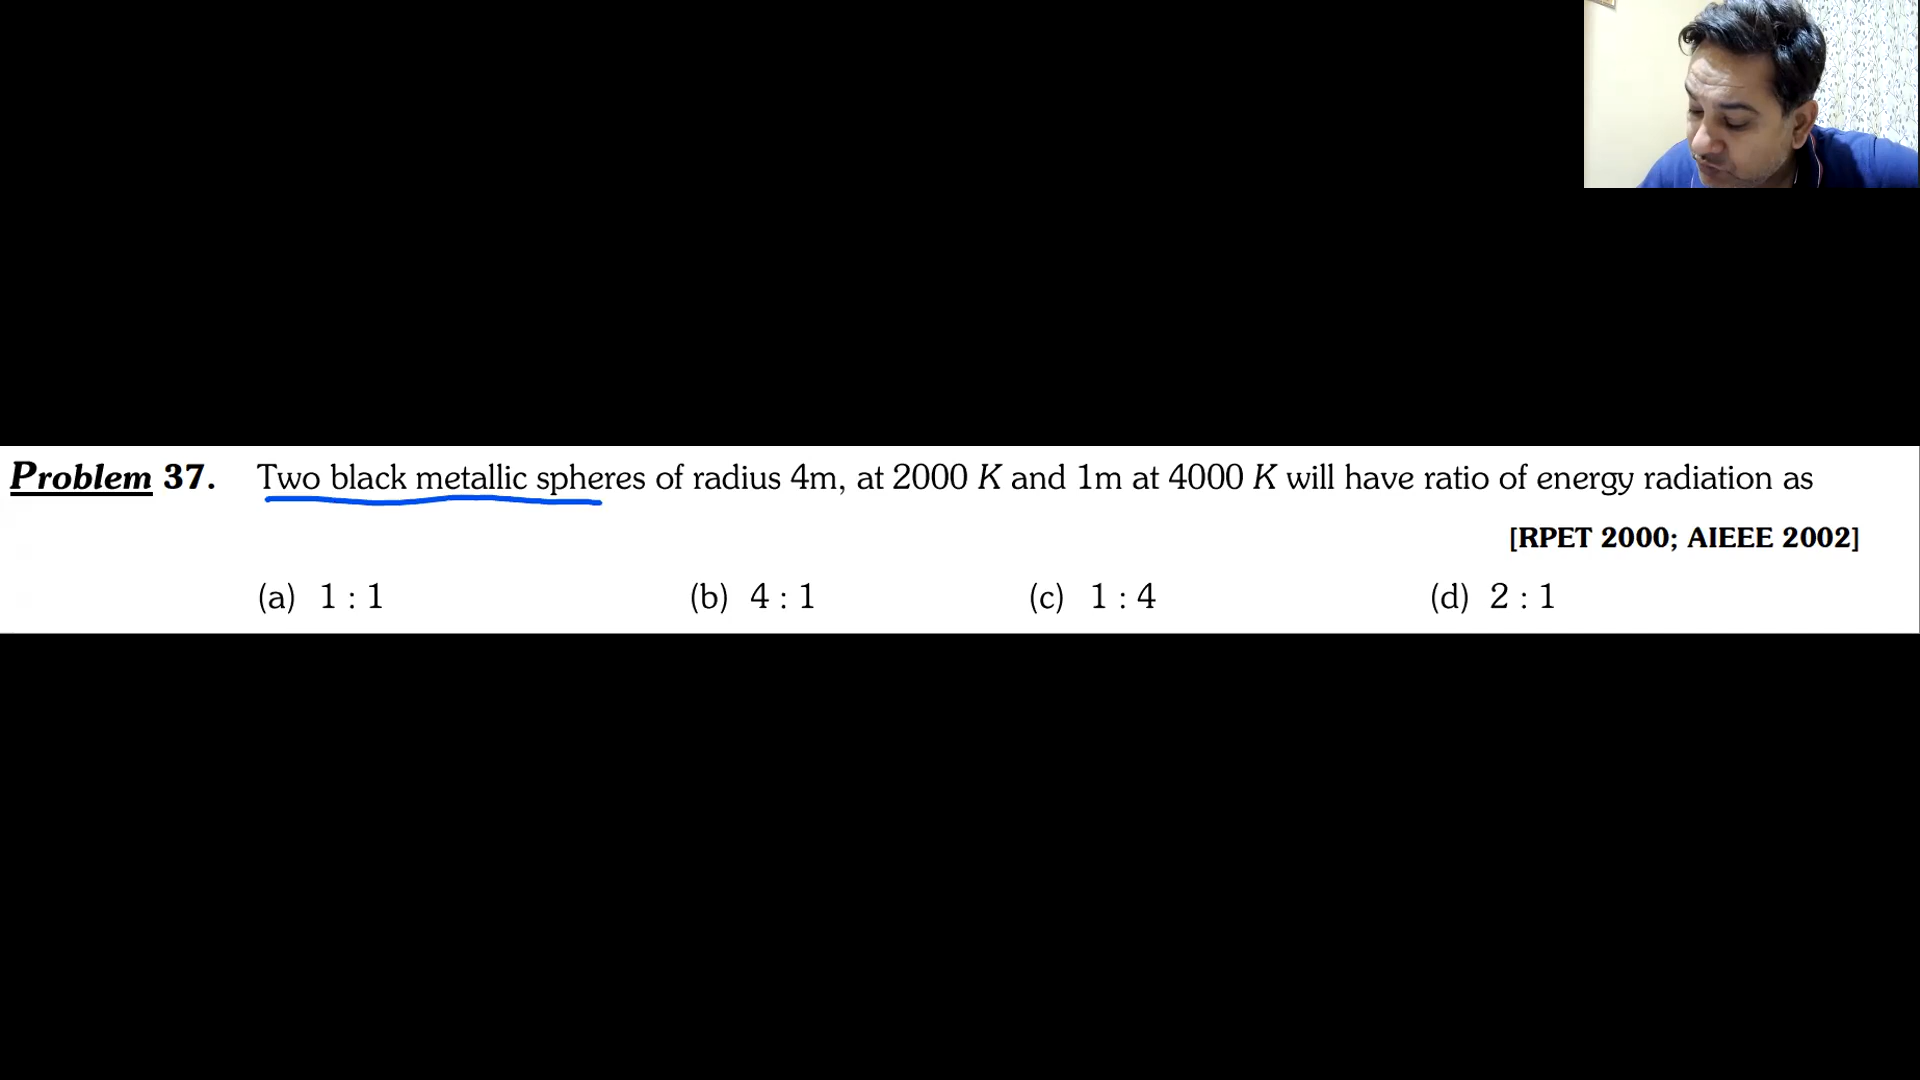 Problem 37. Two black metallic spheres of radius 4m, at 2000 K and 1m at 4000 K will have ratio of energy radiation as
[RPET 2000; AIEEE 2002]
(a) 1 : 1 (b) 4 : 1 (c) 1 : 4 (d) 2 : 1